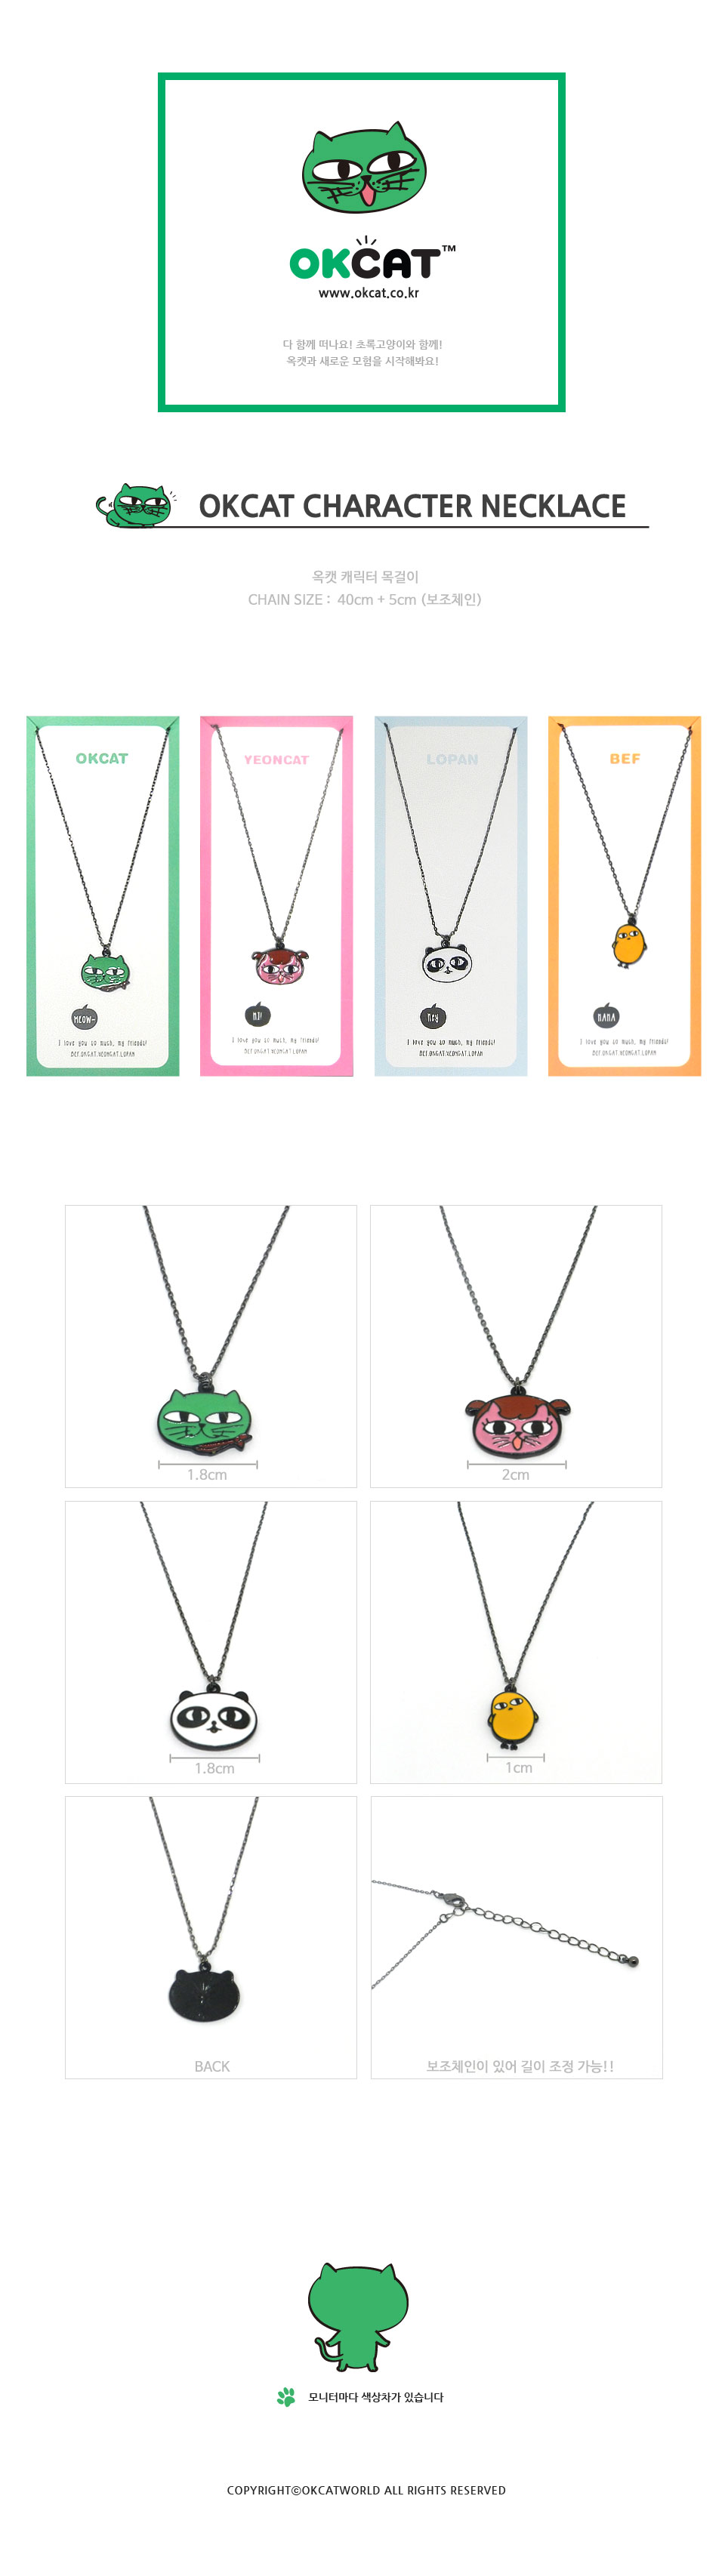 OKCAT™
www.okcat.co.kr
다 함께 떠나요! 초록고양이와 함께!
옥캣과 새로운 모험을 시작해봐요!
OKCAT CHARACTER NECKLACE
옥캣 캐릭터 목걸이
CHAIN SIZE : 40cm + 5cm (보조체인)
OKCAT
MEOW~
I love you so much, my friends!
BEF.OKCAT.YEONCAT.LOPAN
YEONCAT
HI!
I love you so much, my friends!
BEF.OKCAT.YEONCAT.LOPAN
LOPAN
Hey
I love you so much, my friends!
BEF.OKCAT.YEONCAT.LOPAN
BEF
HAHA
I love you so much, my friends!
BEF.OKCAT.YEONCAT.LOPAN
1.8cm
2cm
1.8cm
1cm
BACK
보조체인이 있어 길이 조정 가능!!
모니터마다 색상차가 있습니다
COPYRIGHT©OKCATWORLD ALL RIGHTS RESERVED